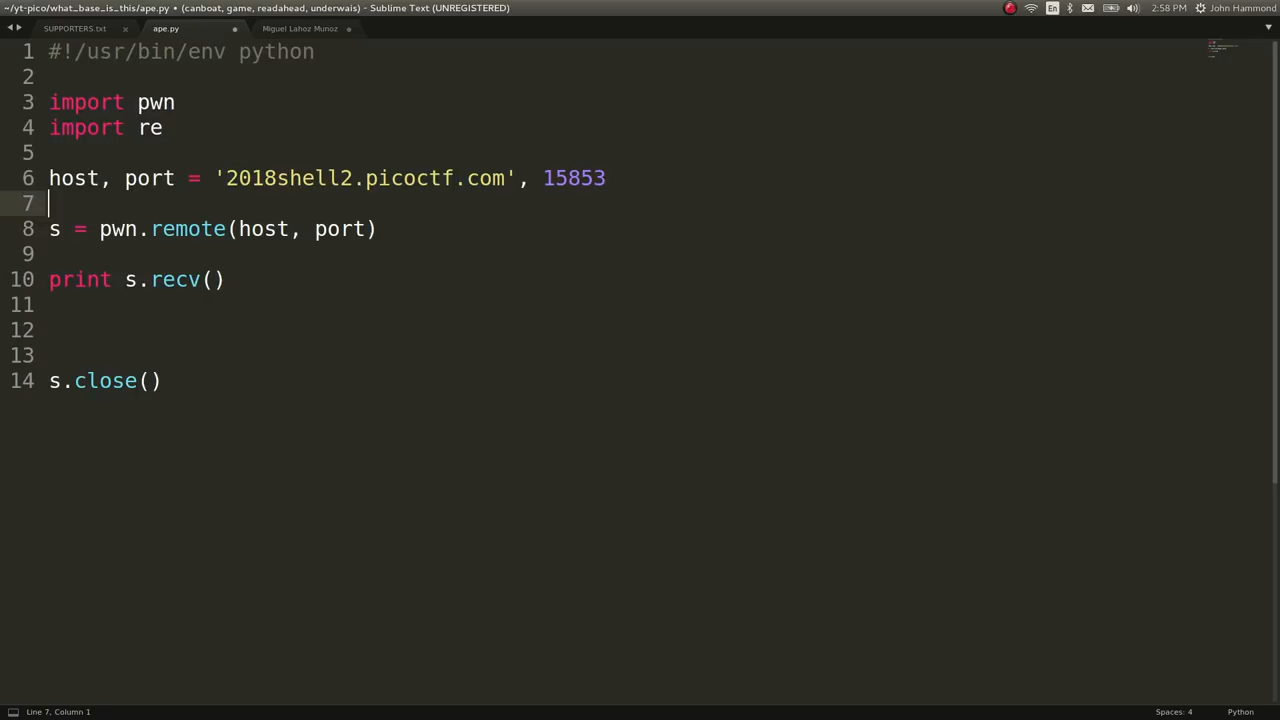 ~/yt-pico/what_base_is_this/ape.py • (canboat, game, readahead, underwais) - Sublime Text (UNREGISTERED)
En
2:58 PM
John Hammond
SUPPORTERS.txt
ape.py
Miguel Lahoz Munoz
1 #!/usr/bin/env python
2
3 import pwn
4 import re
5
6 host, port = '2018shell2.picoctf.com', 15853
7
8 s = pwn.remote(host, port)
9
10 print s.recv()
11
12
13
14 s.close()
Line 7, Column 1
Spaces: 4
Python